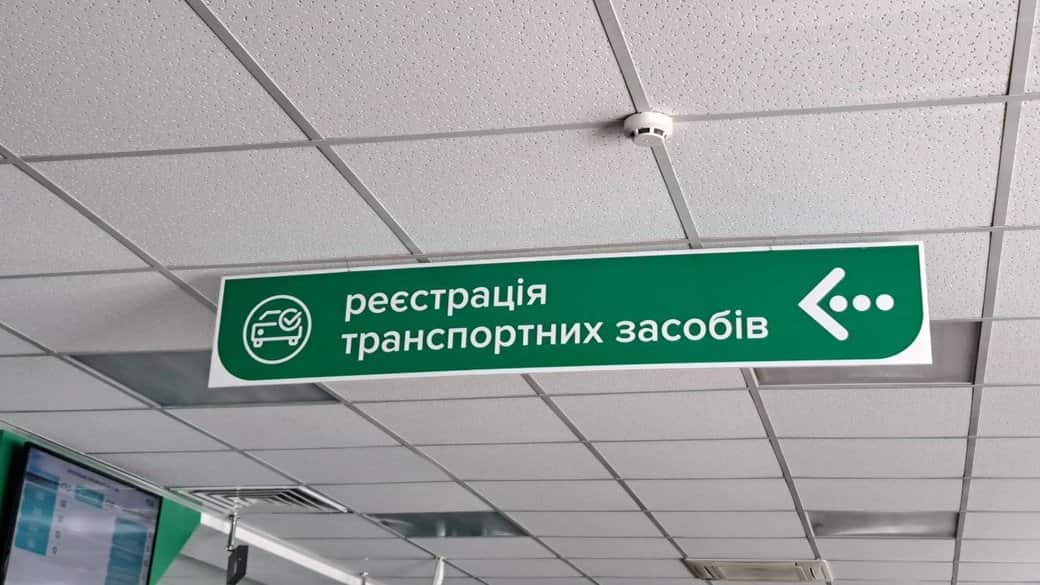 реєстрація
транспортних засобів